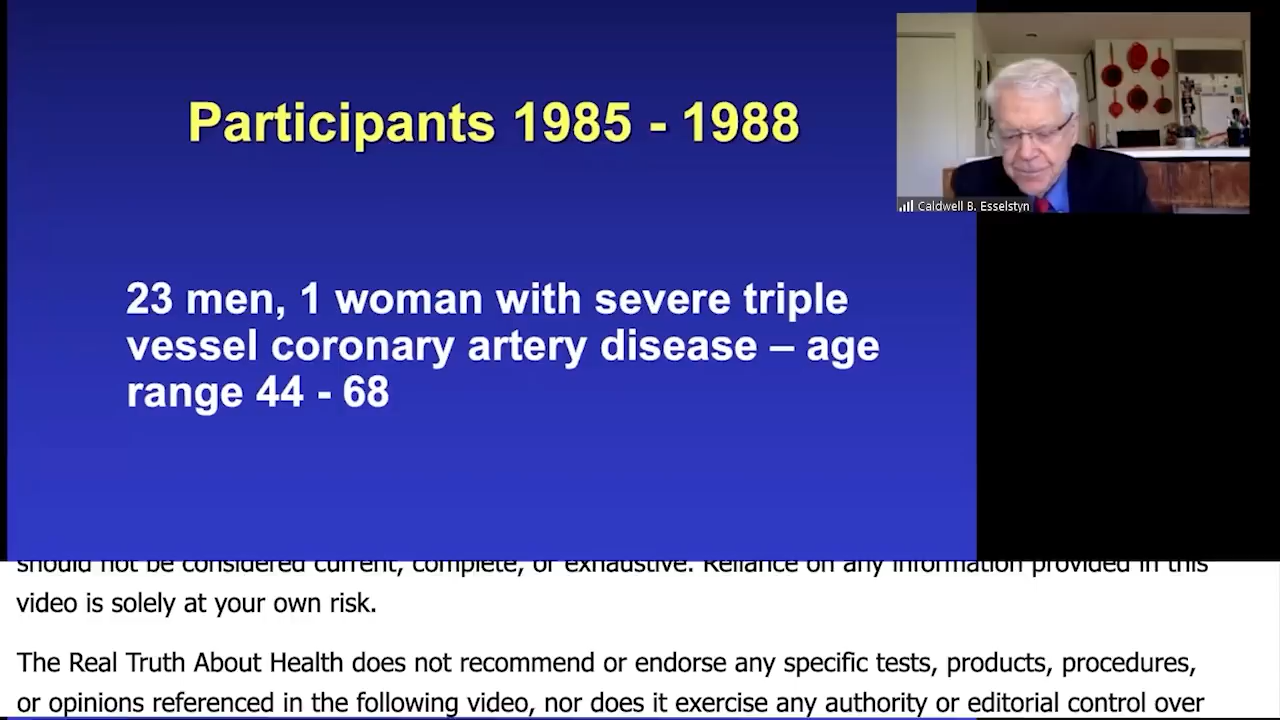 Participants 1985 - 1988
Caldwell B. Esselstyn
23 men, 1 woman with severe triple
vessel coronary artery disease – age
range 44 - 68
should not be considered current, complete, or exhaustive. Reliance on any information provided in this
video is solely at your own risk.
The Real Truth About Health does not recommend or endorse any specific tests, products, procedures,
or opinions referenced in the following video, nor does it exercise any authority or editorial control over